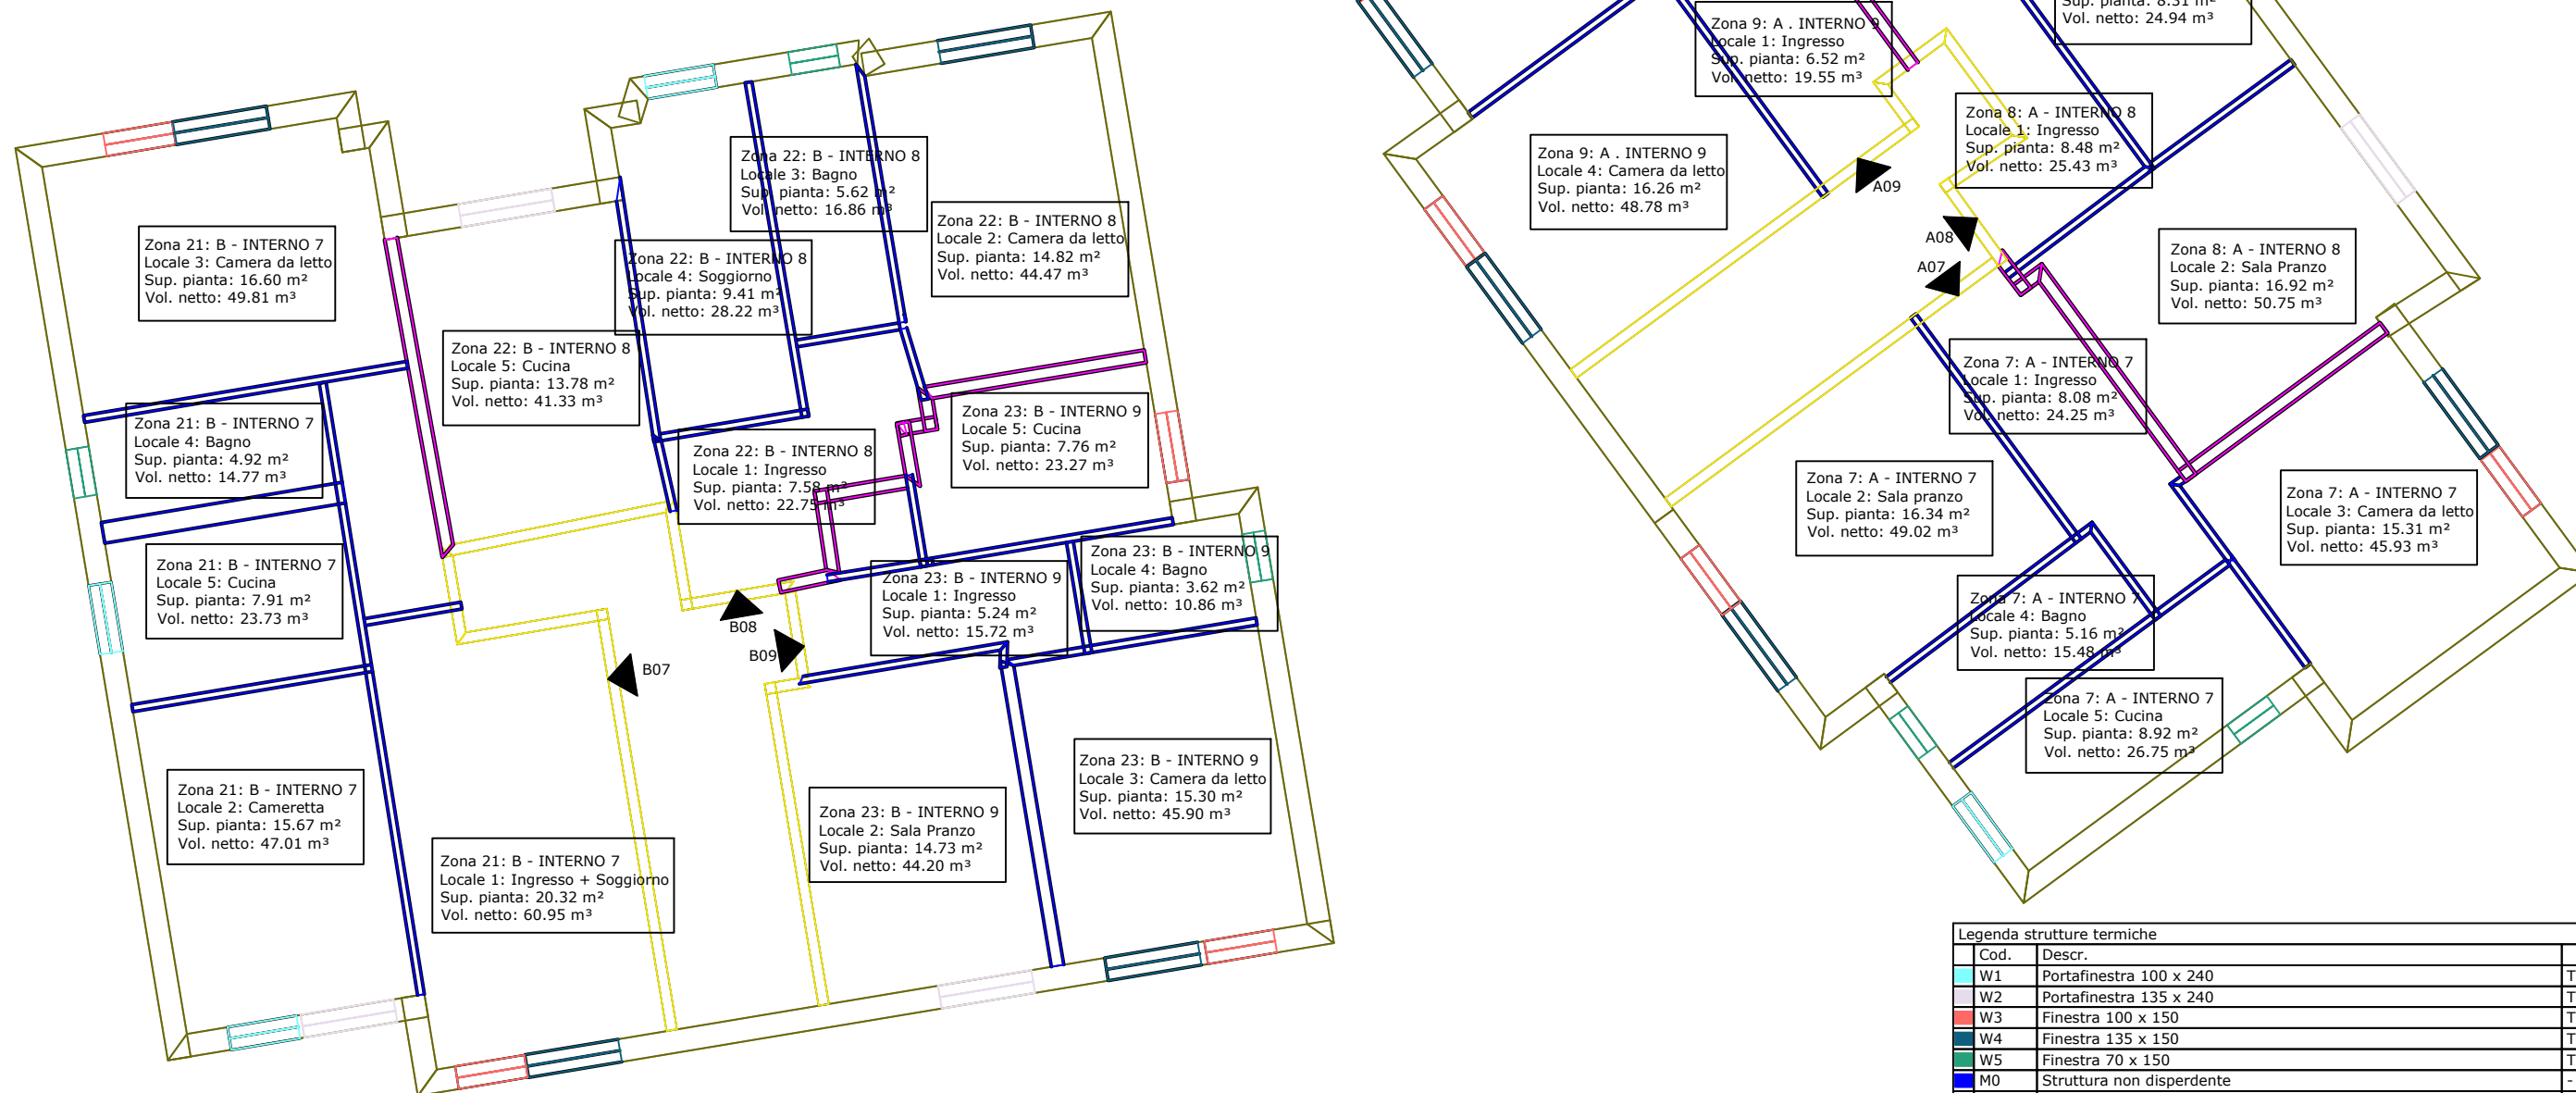 Zona 21: B - INTERNO 7
Locale 3: Camera da letto
Sup. pianta: 16.60 m²
Vol. netto: 49.81 m³
Zona 21: B - INTERNO 7
Locale 4: Bagno
Sup. pianta: 4.92 m²
Vol. netto: 14.77 m³
Zona 21: B - INTERNO 7
Locale 5: Cucina
Sup. pianta: 7.91 m²
Vol. netto: 23.73 m³
Zona 21: B - INTERNO 7
Locale 2: Cameretta
Sup. pianta: 15.67 m²
Vol. netto: 47.01 m³
Zona 21: B - INTERNO 7
Locale 1: Ingresso + Soggiorno
Sup. pianta: 20.32 m²
Vol. netto: 60.95 m³
Zona 22: B - INTERNO 8
Locale 5: Cucina
Sup. pianta: 13.78 m²
Vol. netto: 41.33 m³
Zona 22: B - INTERNO 8
Locale 4: Soggiorno
Sup. pianta: 9.41 m²
Vol. netto: 28.22 m³
Zona 22: B - INTERNO 8
Locale 3: Bagno
Sup. pianta: 5.62 m²
Vol. netto: 16.86 m³
Zona 22: B - INTERNO 8
Locale 2: Camera da letto
Sup. pianta: 14.82 m²
Vol. netto: 44.47 m³
Zona 22: B - INTERNO 8
Locale 1: Ingresso
Sup. pianta: 7.58 m²
Vol. netto: 22.75 m³
Zona 23: B - INTERNO 9
Locale 5: Cucina
Sup. pianta: 7.76 m²
Vol. netto: 23.27 m³
Zona 23: B - INTERNO 9
Locale 4: Bagno
Sup. pianta: 3.62 m²
Vol. netto: 10.86 m³
Zona 23: B - INTERNO 9
Locale 1: Ingresso
Sup. pianta: 5.24 m²
Vol. netto: 15.72 m³
B08
B09
B07
Zona 23: B - INTERNO 9
Locale 2: Sala Pranzo
Sup. pianta: 14.73 m²
Vol. netto: 44.20 m³
Zona 23: B - INTERNO 9
Locale 3: Camera da letto
Sup. pianta: 15.30 m²
Vol. netto: 45.90 m³
Zona 9: A . INTERNO 9
Locale 1: Ingresso
Sup. pianta: 6.52 m²
Vol. netto: 19.55 m³
Sup. pianta: 8.31 m²
Vol. netto: 24.94 m³
Zona 9: A . INTERNO 9
Locale 4: Camera da letto
Sup. pianta: 16.26 m²
Vol. netto: 48.78 m³
Zona 8: A - INTERNO 8
Locale 1: Ingresso
Sup. pianta: 8.48 m²
Vol. netto: 25.43 m³
A09
A08
A07
Zona 8: A - INTERNO 8
Locale 2: Sala Pranzo
Sup. pianta: 16.92 m²
Vol. netto: 50.75 m³
Zona 7: A - INTERNO 7
Locale 1: Ingresso
Sup. pianta: 8.08 m²
Vol. netto: 24.25 m³
Zona 7: A - INTERNO 7
Locale 2: Sala pranzo
Sup. pianta: 16.34 m²
Vol. netto: 49.02 m³
Zona 7: A - INTERNO 7
Locale 3: Camera da letto
Sup. pianta: 15.31 m²
Vol. netto: 45.93 m³
Zona 7: A - INTERNO 7
Locale 4: Bagno
Sup. pianta: 5.16 m²
Vol. netto: 15.48 m³
Zona 7: A - INTERNO 7
Locale 5: Cucina
Sup. pianta: 8.92 m²
Vol. netto: 26.75 m³
Legenda strutture termiche
Cod. Descr.
W1 Portafinestra 100 x 240 T
W2 Portafinestra 135 x 240 T
W3 Finestra 100 x 150 T
W4 Finestra 135 x 150 T
W5 Finestra 70 x 150 T
M0 Struttura non disperdente -